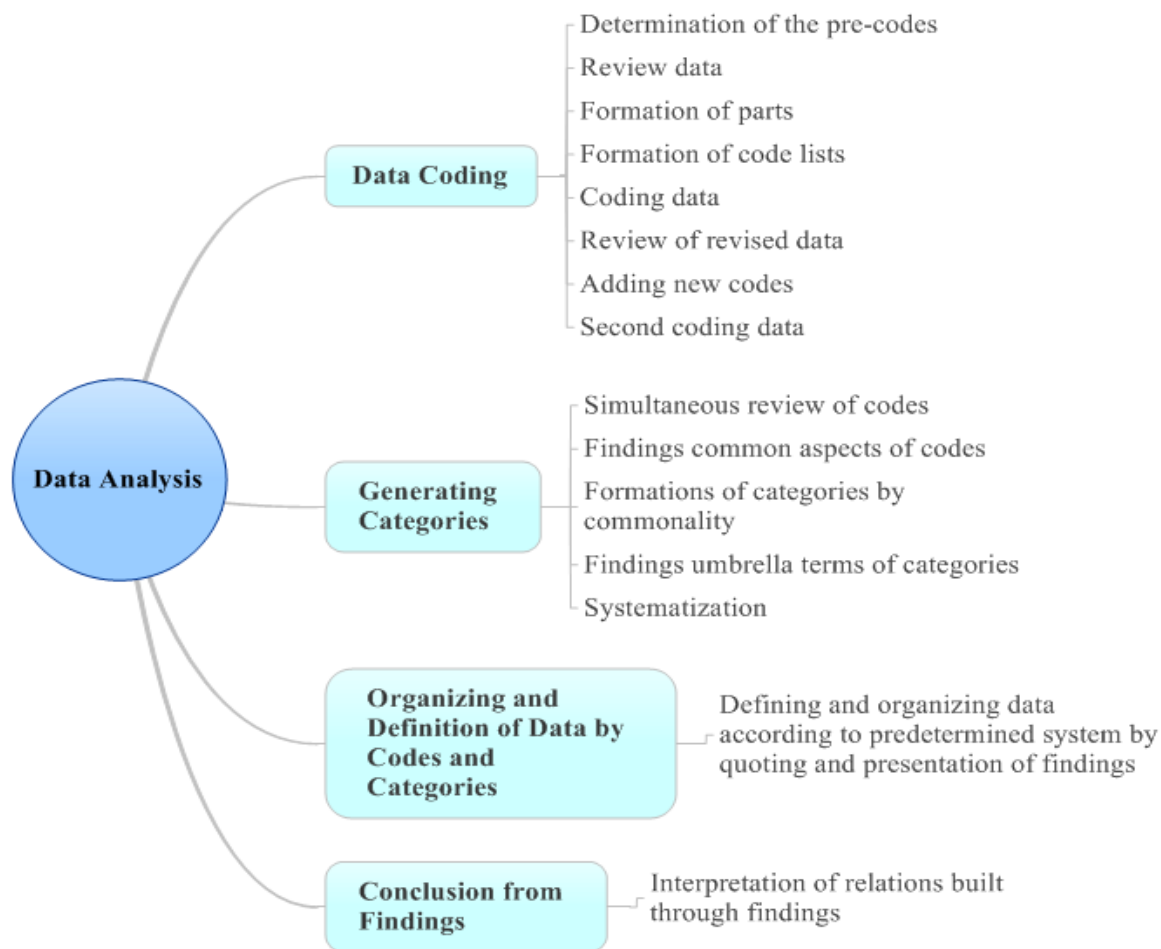 Determination of the pre-codes
Review data
Formation of parts
Formation of code lists
Data Coding
Coding data
Review of revised data
Adding new codes
Second coding data
Data Analysis
Simultaneous review of codes
Findings common aspects of codes
Generating
Categories
Formations of categories by
commonality
Findings umbrella terms of categories
Systematization
Organizing and
Definition of Data by
Codes and
Categories
Defining and organizing data
according to predetermined system by
quoting and presentation of findings
Conclusion from
Findings
Interpretation of relations built
through findings